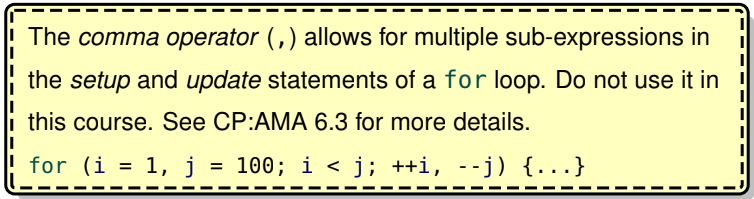 The comma operator (,) allows for multiple sub-expressions in
the setup and update statements of a for loop. Do not use it in
this course. See CP:AMA 6.3 for more details.
for (i = 1, j = 100; i < j; ++i, --j) {...}